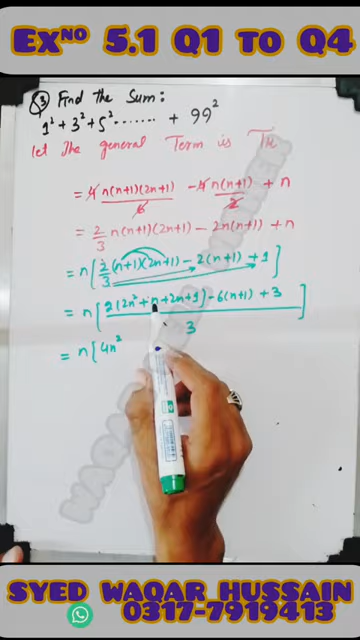 Exᴺᴼ 5.1 Q1 TO Q4
Q3 Find the Sum:
1² + 3² + 5² ....... + 99²
let The general Term is Tn
= 4 n(n+1)(2n+1)/6 - 4 n(n+1)/2 + n
= 2/3 n(n+1)(2n+1) - 2n(n+1) + n
= n[2/3 (n+1)(2n+1) - 2(n+1) + 1]
= n[2(2n² + n + 2n + 1) - 6(n+1) + 3 / 3]
= n[4n²
SYED WAQAR HUSSAIN
0317-7919413